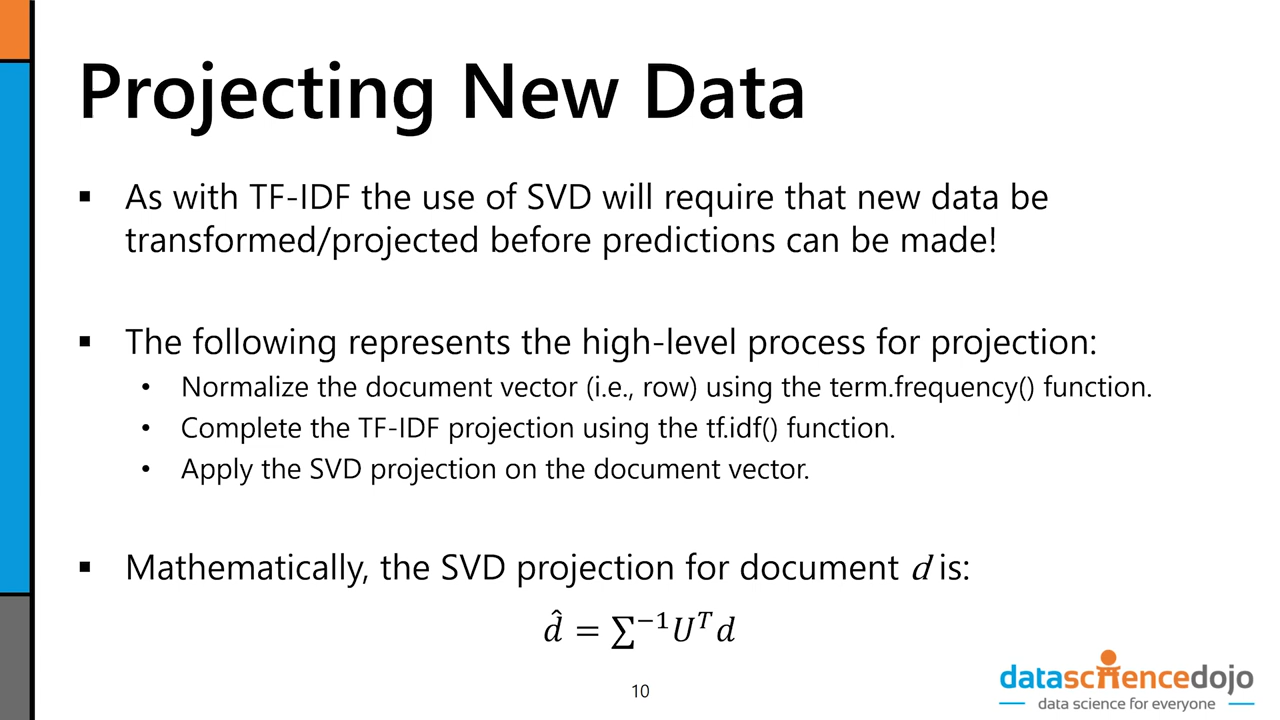 Projecting New Data
▪ As with TF-IDF the use of SVD will require that new data be
transformed/projected before predictions can be made!
▪ The following represents the high-level process for projection:
• Normalize the document vector (i.e., row) using the term.frequency() function.
• Complete the TF-IDF projection using the tf.idf() function.
• Apply the SVD projection on the document vector.
▪ Mathematically, the SVD projection for document d is:
d̂ = ∑⁻¹Uᵀd
10
datasciencedojo
data science for everyone